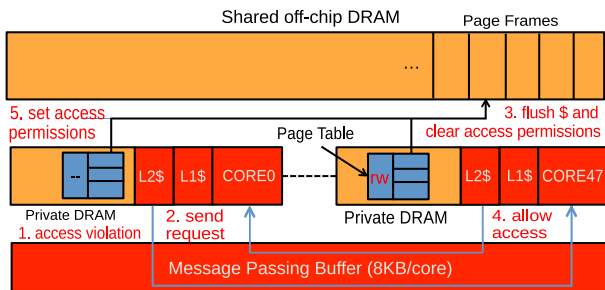 Shared off-chip DRAM
Page Frames
...
5. set access
permissions
3. flush $ and
clear access permissions
Page Table
--
L2$
L1$
CORE0
rw
L2$
L1$
CORE47
Private DRAM
1. access violation
2. send
request
Private DRAM
4. allow
access
Message Passing Buffer (8KB/core)